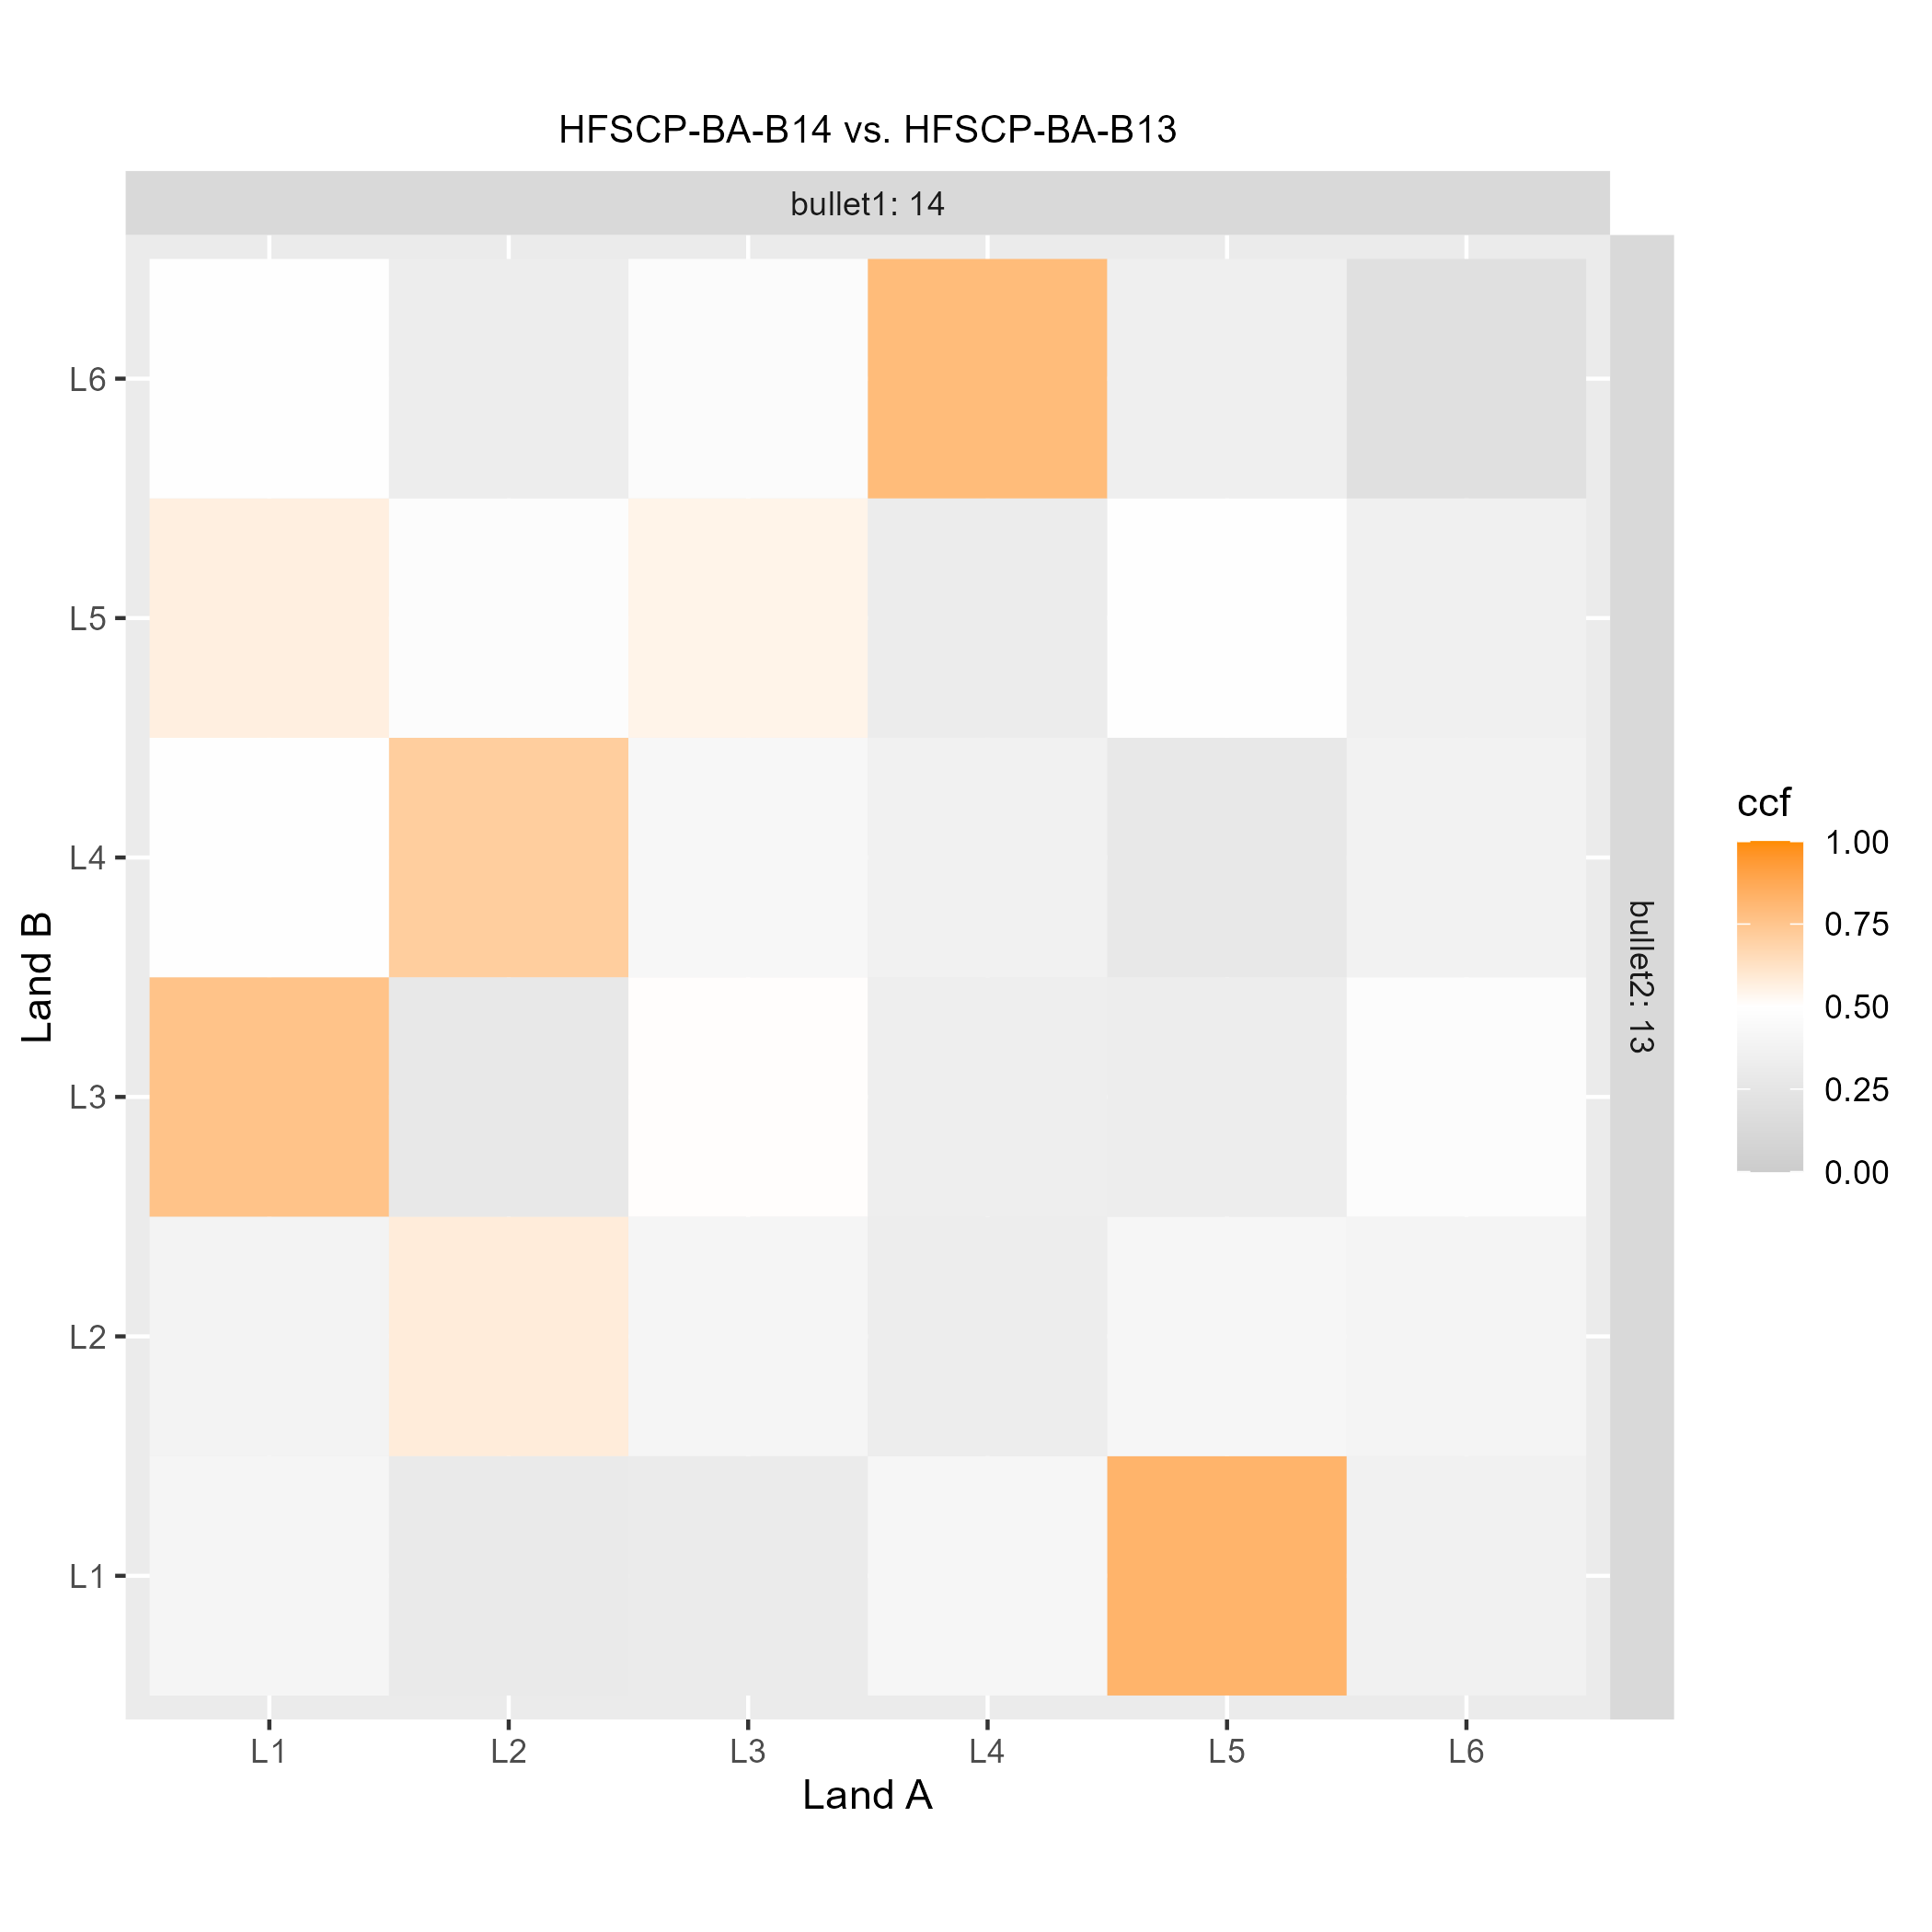 HFSCP-BA-B14 vs. HFSCP-BA-B13
bullet1: 14
L6
L5
L4
L3
L2
L1
Land B
L1 L2 L3 L4 L5 L6
Land A
bullet2: 13
ccf
1.00
0.75
0.50
0.25
0.00